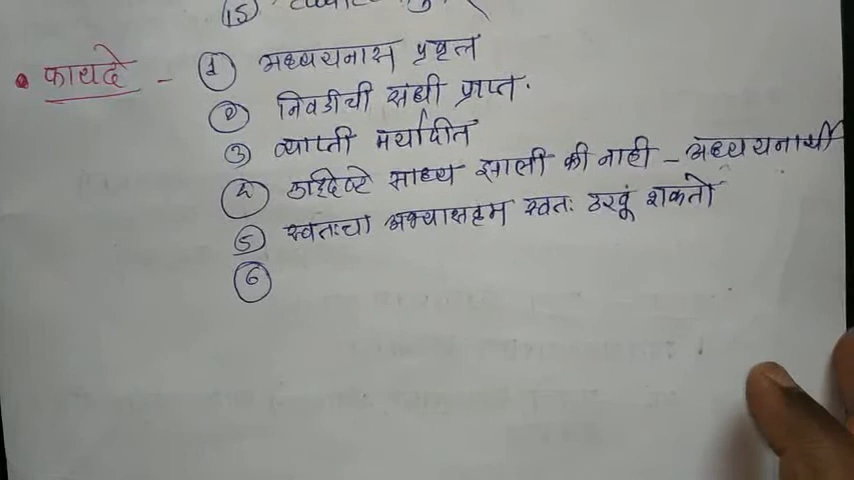 15
• फायदे - 1 अध्ययनास प्रवृत्त
2 निवडीची संधी प्राप्त.
3 व्याप्ती मर्यादीत
4 उद्दिष्टे साध्य झाली की नाही - अध्ययनार्थी
5 स्वतःचा अभ्यासक्रम स्वतः ठरवू शकतो
6